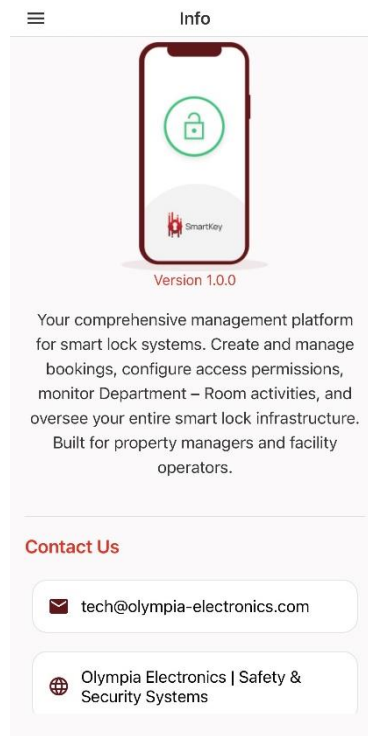 Info
SmartKey
Version 1.0.0
Your comprehensive management platform
for smart lock systems. Create and manage
bookings, configure access permissions,
monitor Department – Room activities, and
oversee your entire smart lock infrastructure.
Built for property managers and facility
operators.
Contact Us
tech@olympia-electronics.com
Olympia Electronics | Safety &
Security Systems